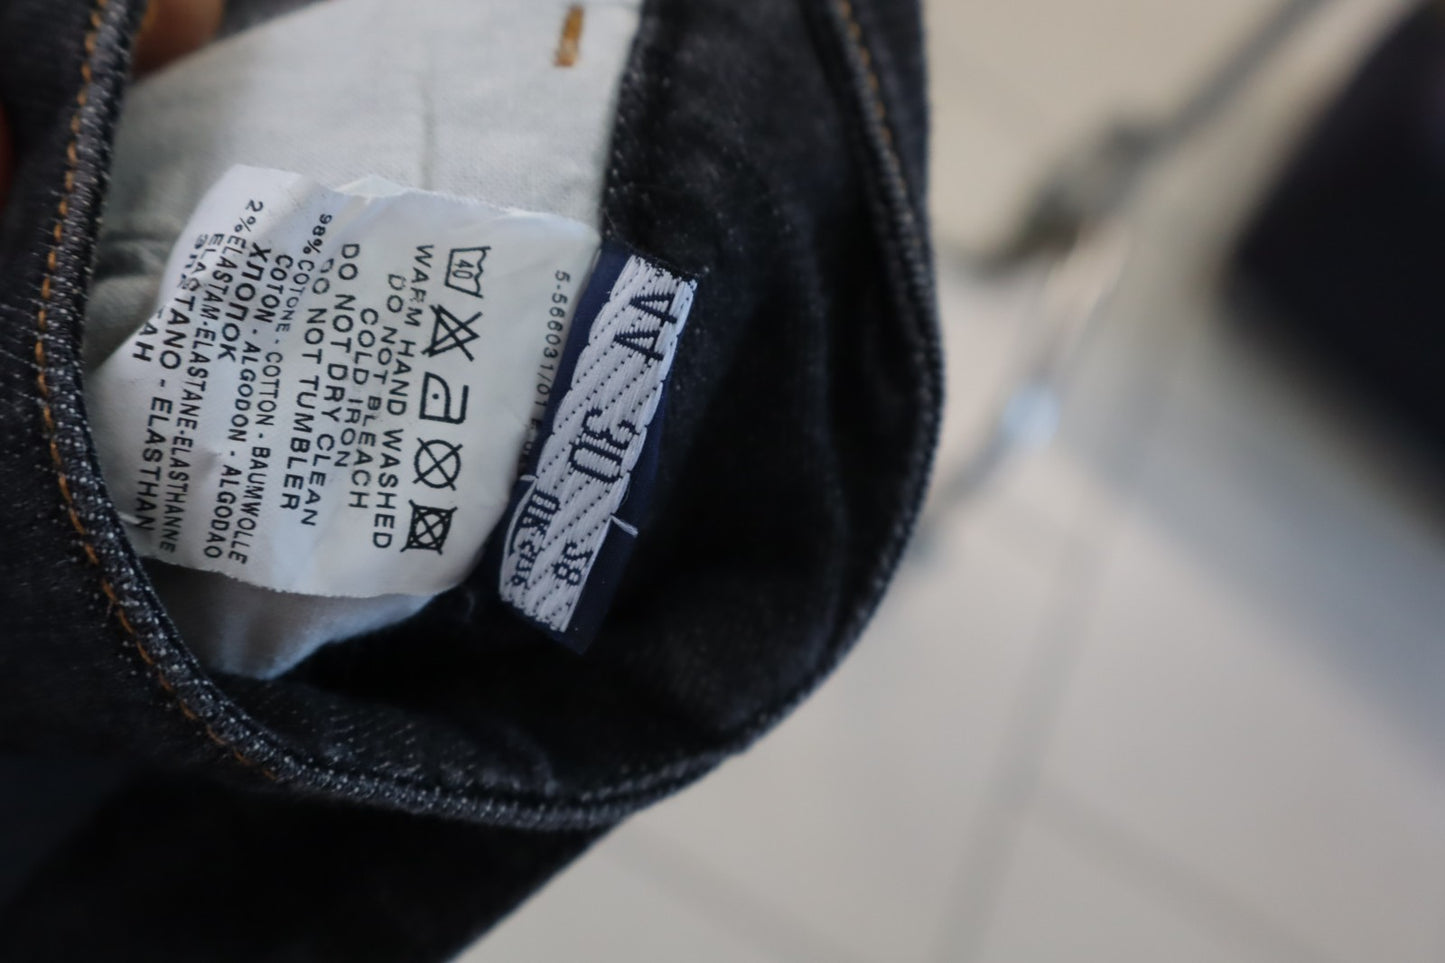 40
WARM HAND WASHED
DO NOT BLEACH
COLD IRON
DO NOT DRY CLEAN
DO NOT TUMBLER
98% COTONE - COTTON - BAUMWOLLE
COTON - ALGODON - ALGODAO
ХЛОПОК
2% ELASTAM-ELASTANE-ELASTHANNE
ELASTANO - ELASTHAN
5-566031/01
W 30
38